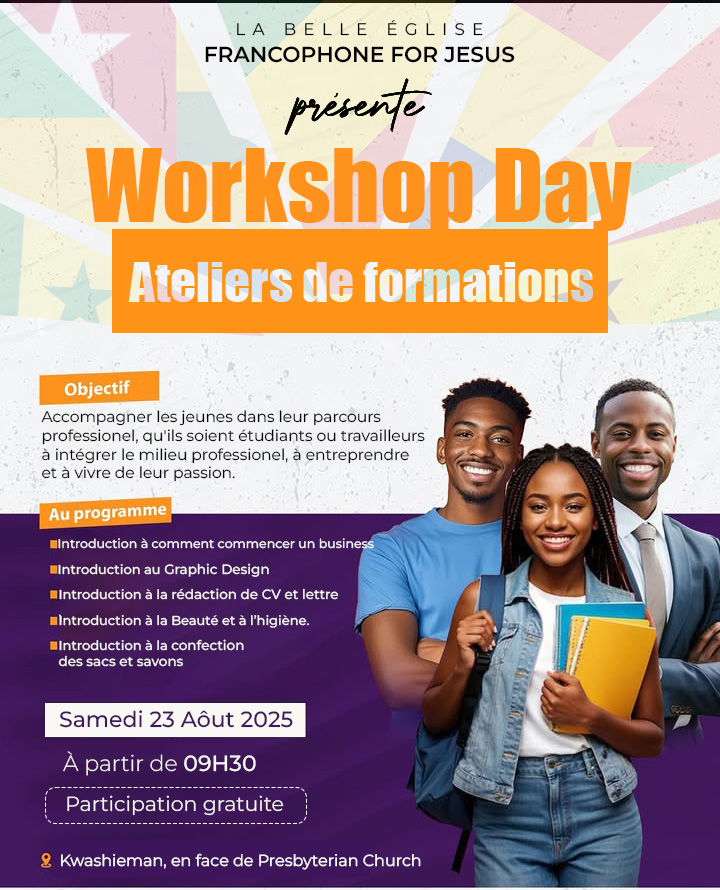 LA BELLE ÉGLISE
FRANCOPHONE FOR JESUS
présente
Workshop Day
Ateliers de formations
Objectif
Accompagner les jeunes dans leur parcours
professionel, qu'ils soient étudiants ou travailleurs
à intégrer le milieu professionel, à entreprendre
et à vivre de leur passion.
Au programme
Introduction à comment commencer un business
Introduction au Graphic Design
Introduction à la rédaction de CV et lettre
Introduction à la Beauté et à l'higiène.
Introduction à la confection
des sacs et savons
Samedi 23 Aôut 2025
À partir de 09H30
Participation gratuite
Kwashieman, en face de Presbyterian Church